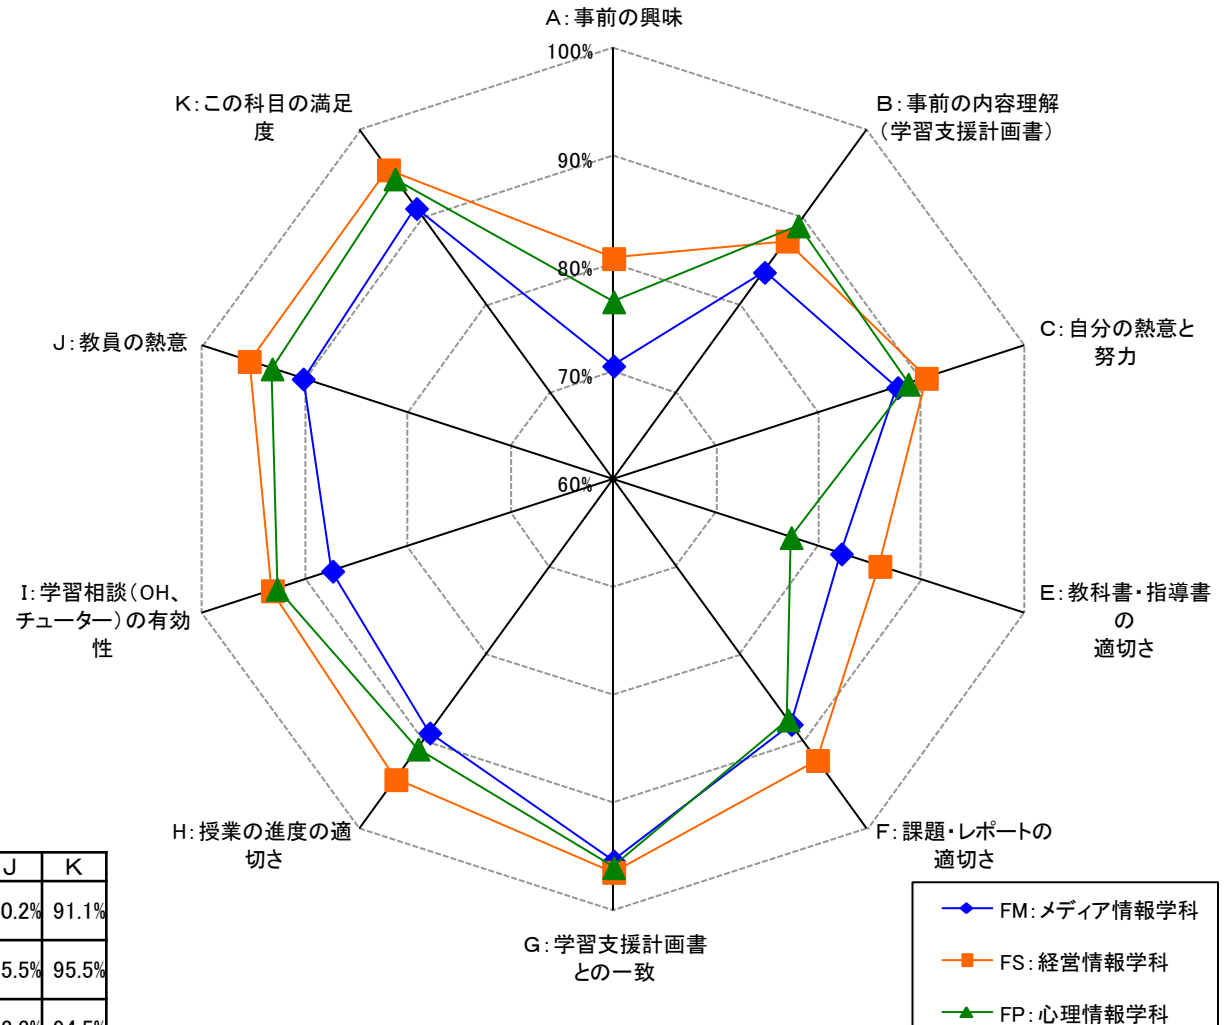 A：事前の興味
100%
K：この科目の満足
度
B：事前の内容理解
（学習支援計画書）
90%
80%
J：教員の熱意
C：自分の熱意と
努力
70%
60%
I：学習相談（OH、
チューター）の有効
性
E：教科書・指導書
の
適切さ
H：授業の進度の適
切さ
F：課題・レポートの
適切さ
J K
0.2% 91.1%
G：学習支援計画書
との一致
FM：メディア情報学科
5.5% 95.5%
FS：経営情報学科
FP：心理情報学科